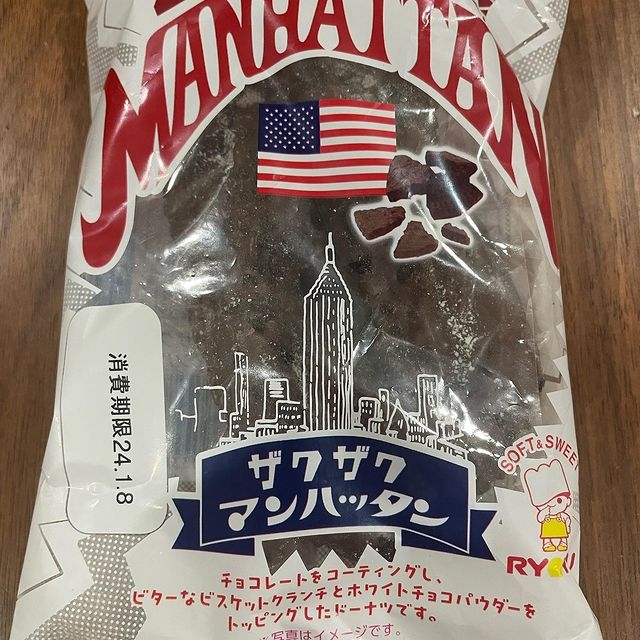 MANHATTAN
消費期限24.1.8
ザクザク
マンハッタン
SOFT & SWEET
RYOYU
チョコレートをコーティングし、
ビターなビスケットクランチとホワイトチョコパウダーを
トッピングしたドーナツです。
※写真はイメージです。